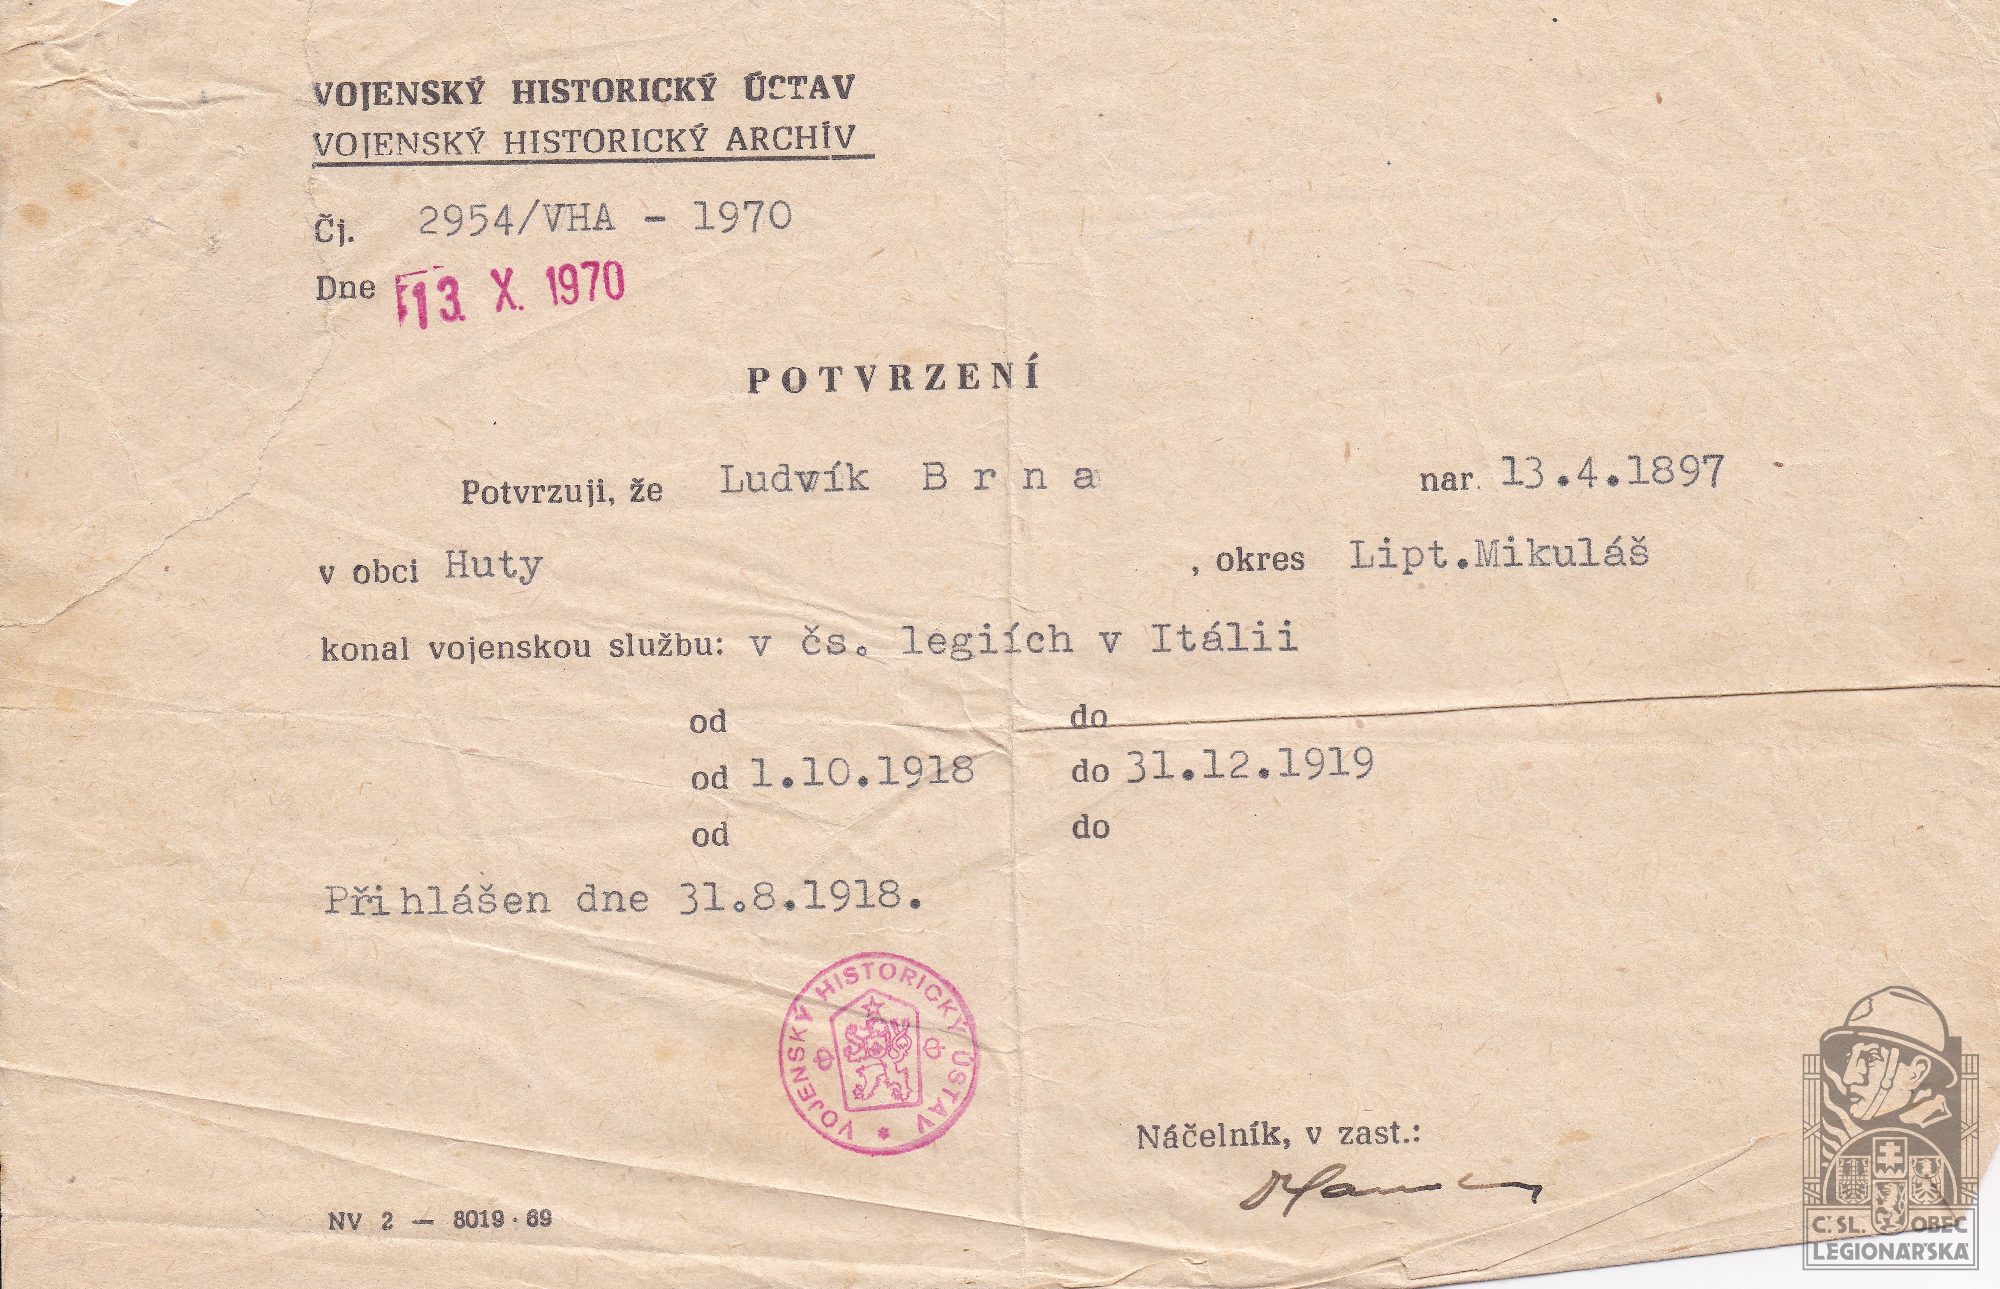 VOJENSKÝ HISTORICKÝ ÚSTAV
VOJENSKÝ HISTORICKÝ ARCHÍV
Čj. 2954/VHA - 1970
Dne 13. X. 1970
POTVRZENÍ
Potvrzuji, že Ludvík B r n a nar. 13.4.1897
v obci Huty , okres Lipt.Mikuláš
konal vojenskou službu: v čs. legiích v Itálii
od do
od 1.10.1918 do 31.12.1919
od do
Přihlášen dne 31.8.1918.
VOJENSKÝ HISTORICKÝ ÚSTAV
Náčelník, v zast.:
NV 2 — 8019-69
Č.SL. OBEC
LEGIONÁŘSKÁ